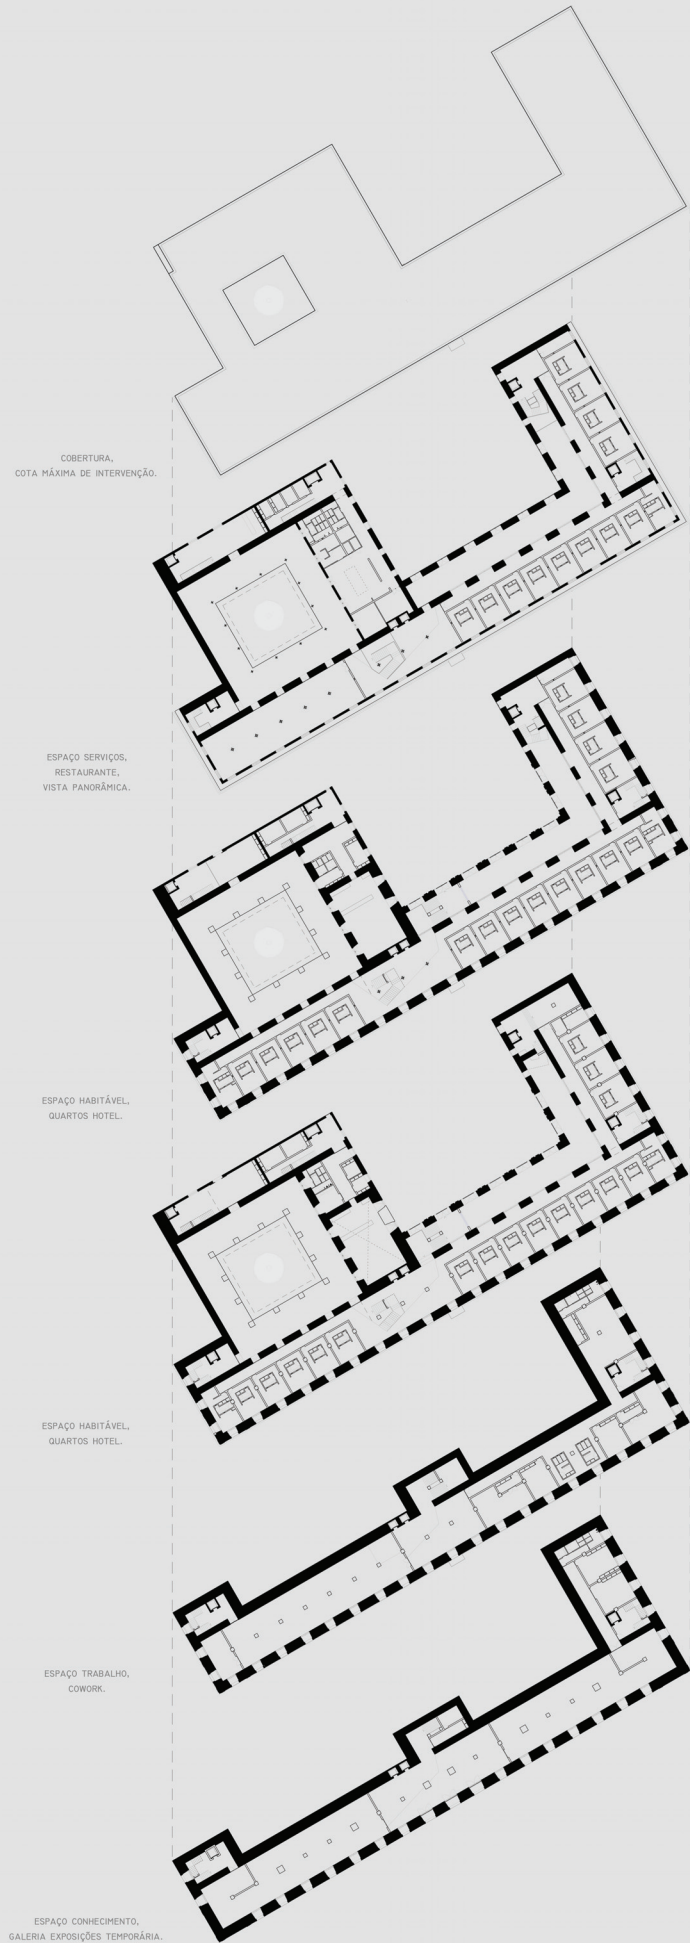 COBERTURA,
COTA MÁXIMA DE INTERVENÇÃO.
ESPAÇO SERVIÇOS,
RESTAURANTE,
VISTA PANORÂMICA.
ESPAÇO HABITÁVEL,
QUARTOS HOTEL.
ESPAÇO HABITÁVEL,
QUARTOS HOTEL.
ESPAÇO TRABALHO,
COWORK.
ESPAÇO CONHECIMENTO,
GALERIA EXPOSIÇÕES TEMPORÁRIA.